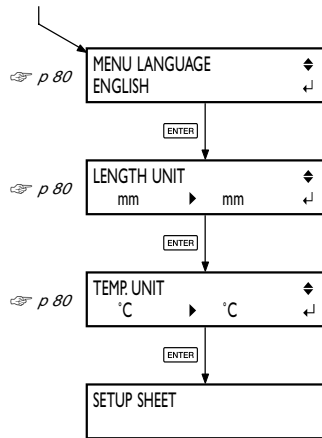 ☞ p 80
MENU LANGUAGE
ENGLISH
ENTER
☞ p 80
LENGTH UNIT
mm mm
ENTER
☞ p 80
TEMP. UNIT
˚C ˚C
ENTER
SETUP SHEET